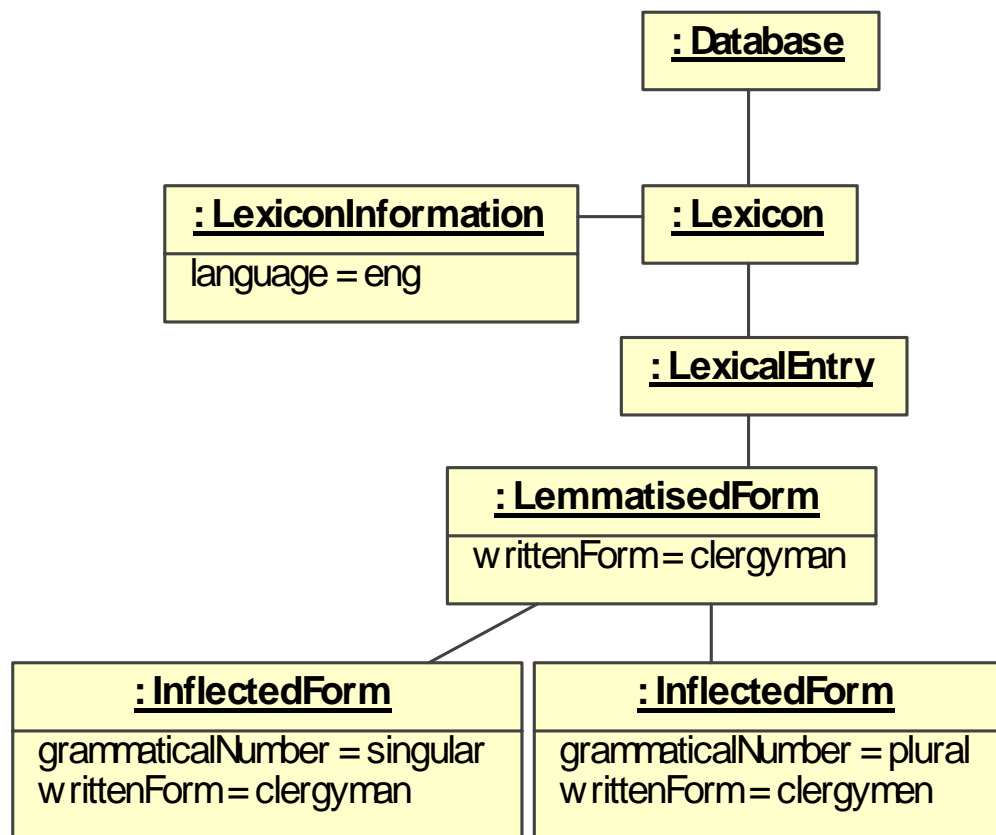 : Database
: LexiconInformation
language = eng
: Lexicon
: LexicalEntry
: LemmatisedForm
writtenForm = clergyman
: InflectedForm
grammaticalNumber = singular
writtenForm = clergyman
: InflectedForm
grammaticalNumber = plural
writtenForm = clergymen